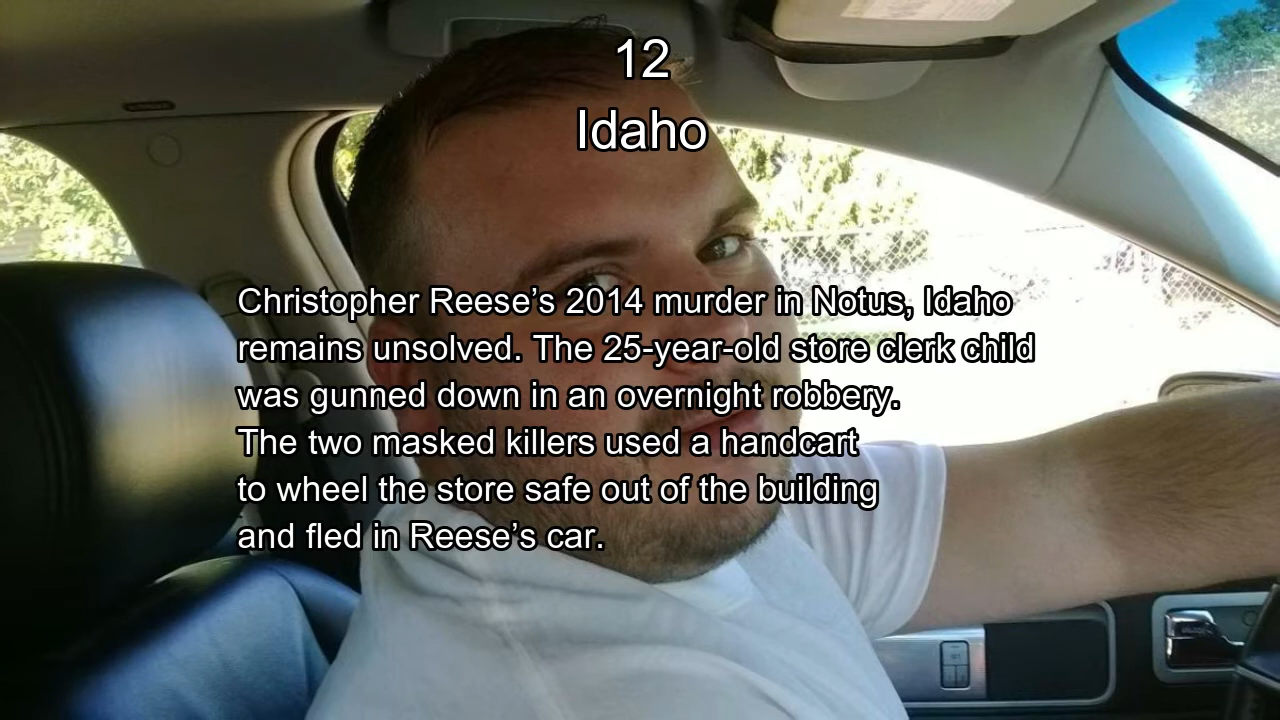 12
Idaho
Christopher Reese’s 2014 murder in Notus, Idaho
remains unsolved. The 25-year-old store clerk child
was gunned down in an overnight robbery.
The two masked killers used a handcart
to wheel the store safe out of the building
and fled in Reese’s car.